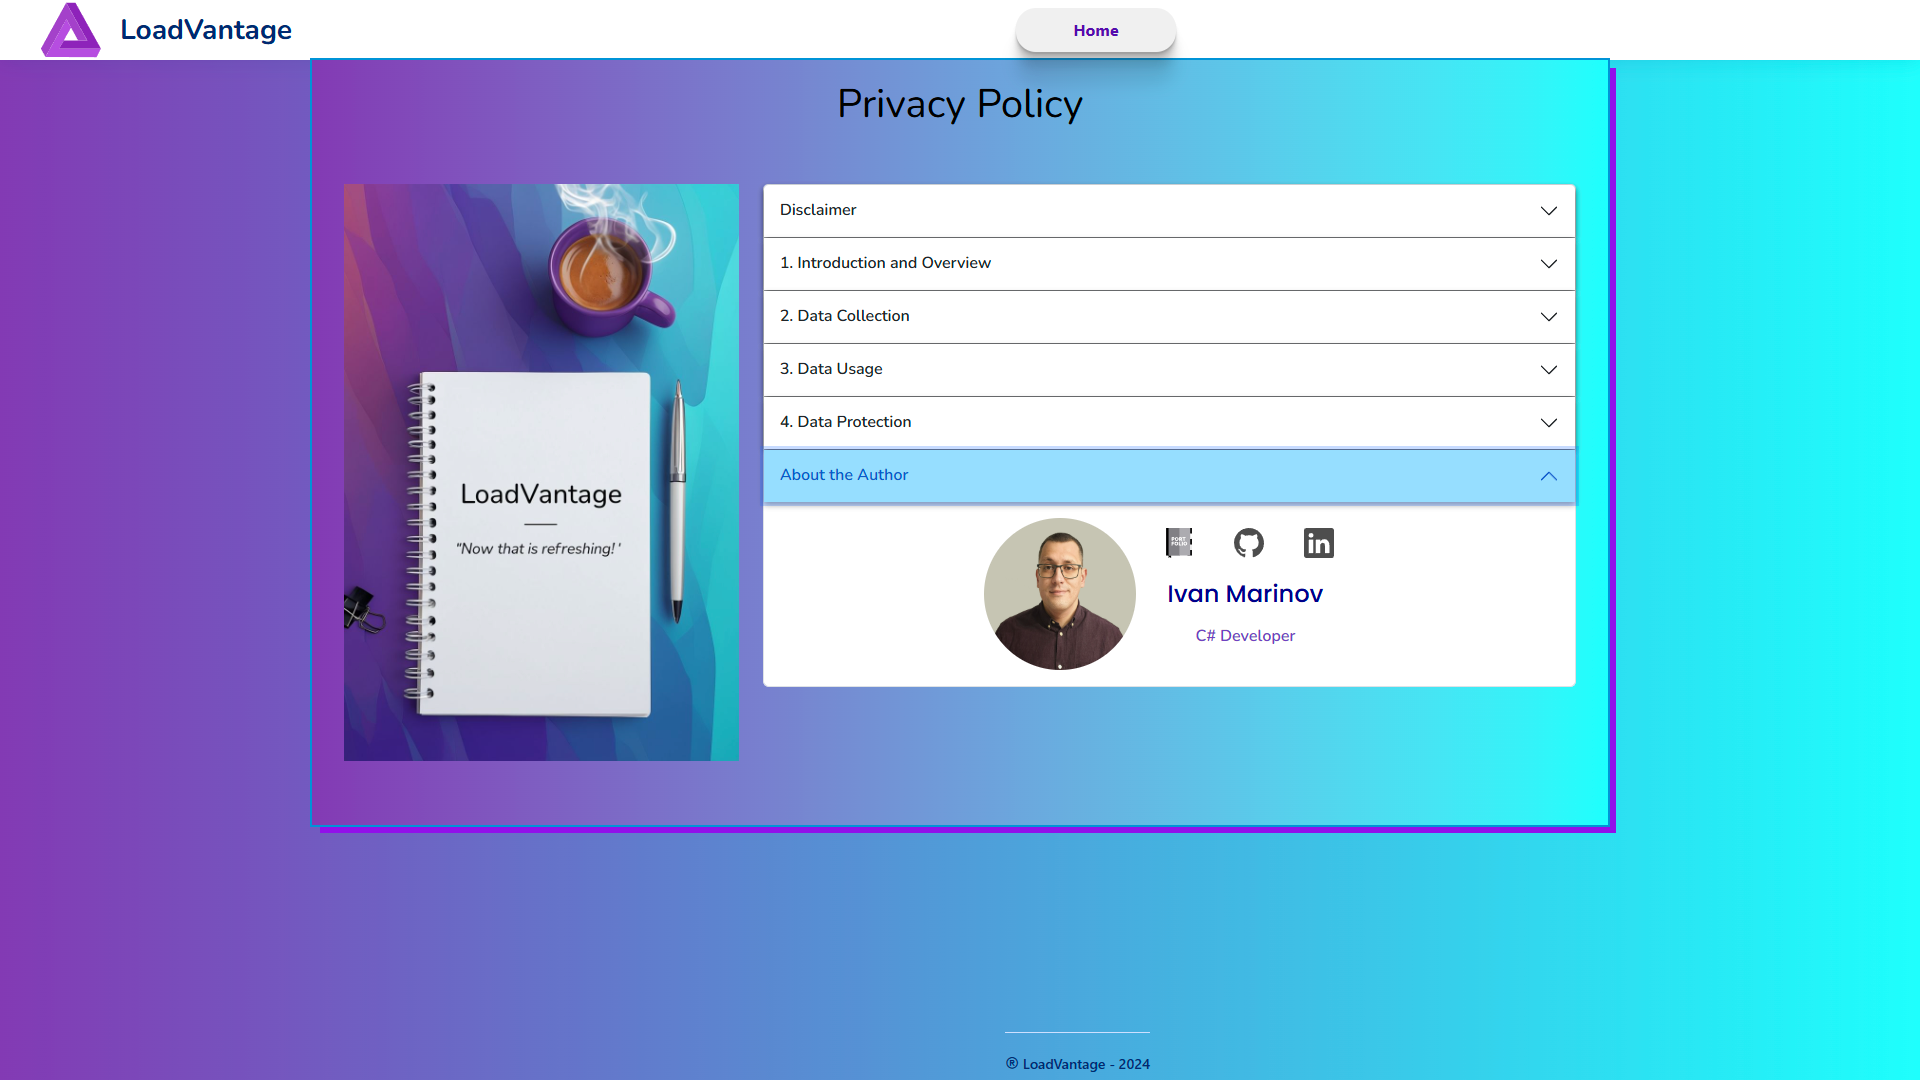 LoadVantage
Home
Privacy Policy
Disclaimer
1. Introduction and Overview
2. Data Collection
3. Data Usage
4. Data Protection
About the Author
LoadVantage
"Now that is refreshing!'
PORT
FOLIO
in
Ivan Marinov
C# Developer
® LoadVantage - 2024